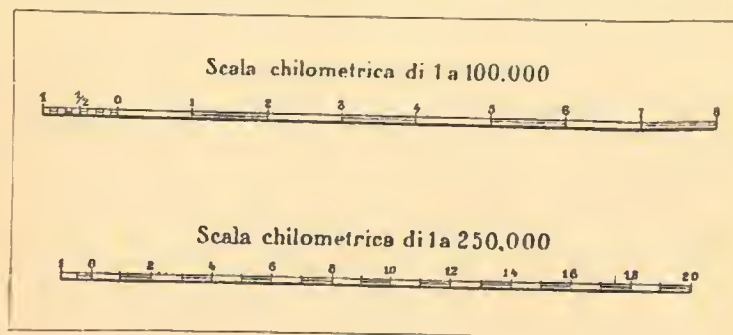 Scala chilometrica di 1 a 100.000
1 ½ 0 1 2 3 4 5 6 7 8
Scala chilometrica di 1 a 250.000
1 0 2 4 6 8 10 12 14 16 18 20